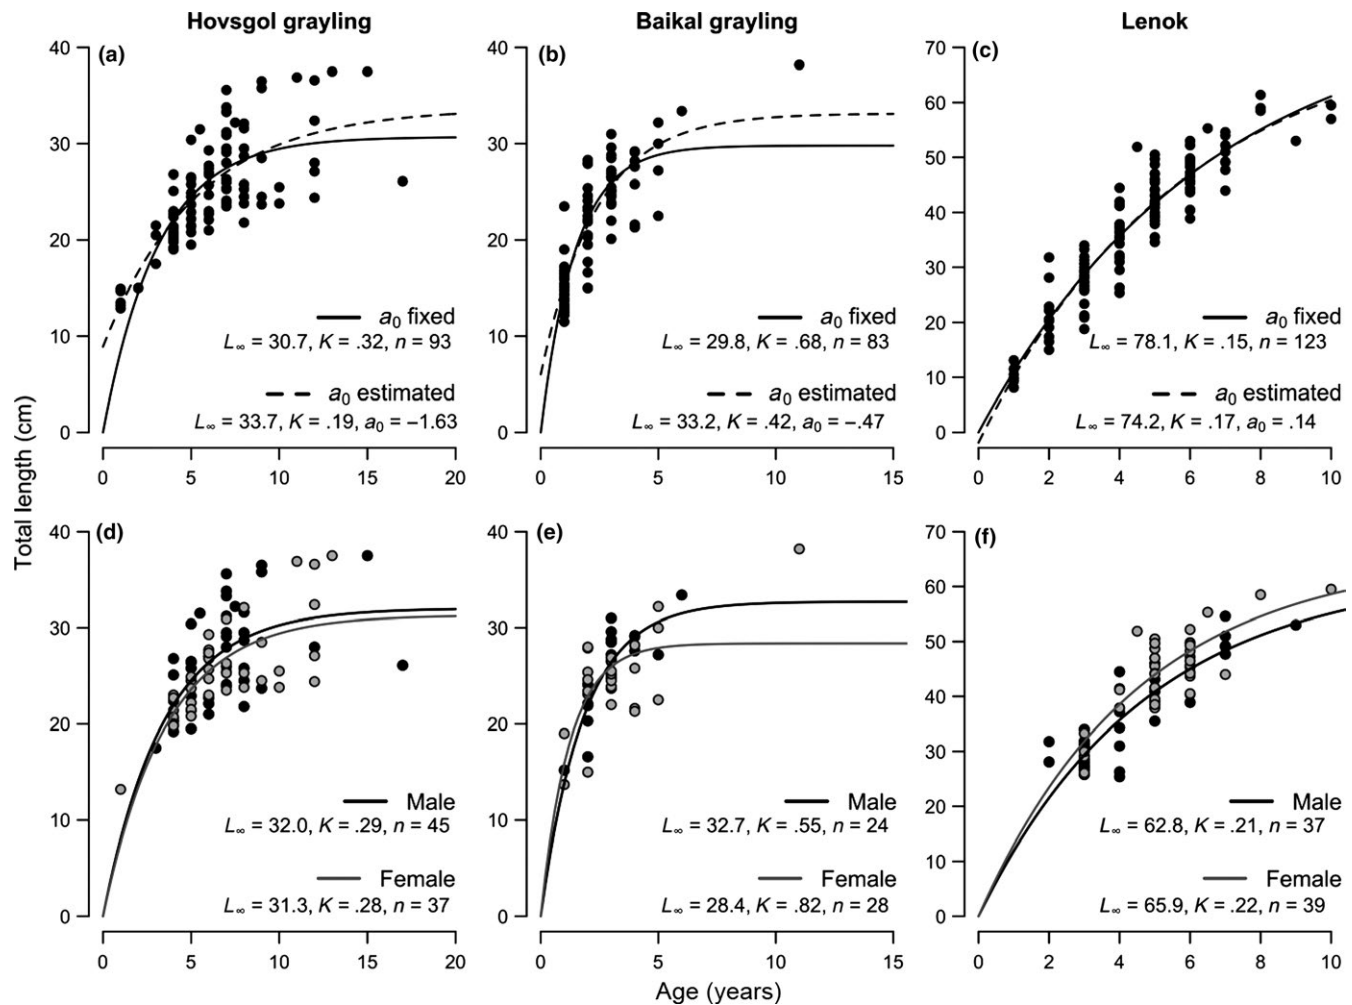 Hovsgol grayling
Baikal grayling
Lenok
(a)
40
30
20
10
0
a0 fixed
L∞ = 30.7, K = .32, n = 93
a0 estimated
L∞ = 33.7, K = .19, a0 = −1.63
0 5 10 15 20
(b)
40
30
20
10
0
a0 fixed
L∞ = 29.8, K = .68, n = 83
a0 estimated
L∞ = 33.2, K = .42, a0 = −.47
0 5 10 15
(c)
70
60
50
40
30
20
10
0
a0 fixed
L∞ = 78.1, K = .15, n = 123
a0 estimated
L∞ = 74.2, K = .17, a0 = .14
0 2 4 6 8 10
Total length (cm)
(d)
40
30
20
10
0
Male
L∞ = 32.0, K = .29, n = 45
Female
L∞ = 31.3, K = .28, n = 37
0 5 10 15 20
(e)
40
30
20
10
0
Male
L∞ = 32.7, K = .55, n = 24
Female
L∞ = 28.4, K = .82, n = 28
0 5 10 15
(f)
70
60
50
40
30
20
10
0
Male
L∞ = 62.8, K = .21, n = 37
Female
L∞ = 65.9, K = .22, n = 39
0 2 4 6 8 10
Age (years)